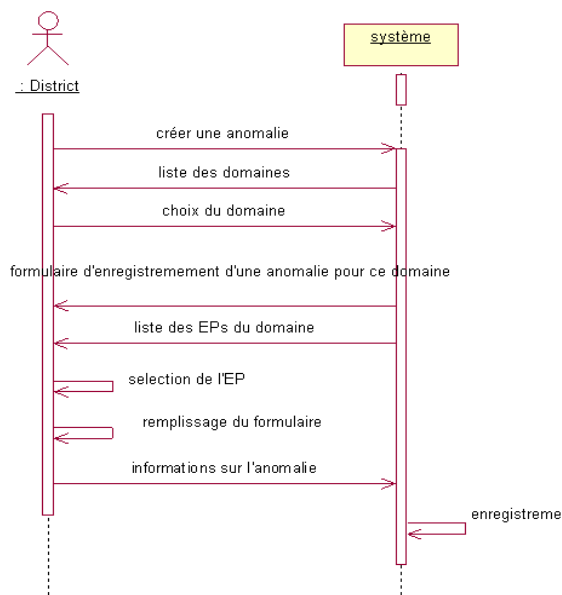 système
: District
créer une anomalie
liste des domaines
choix du domaine
formulaire d'enregistremement d'une anomalie pour ce domaine
liste des EPs du domaine
selection de l'EP
remplissage du formulaire
informations sur l'anomalie
enregistreme